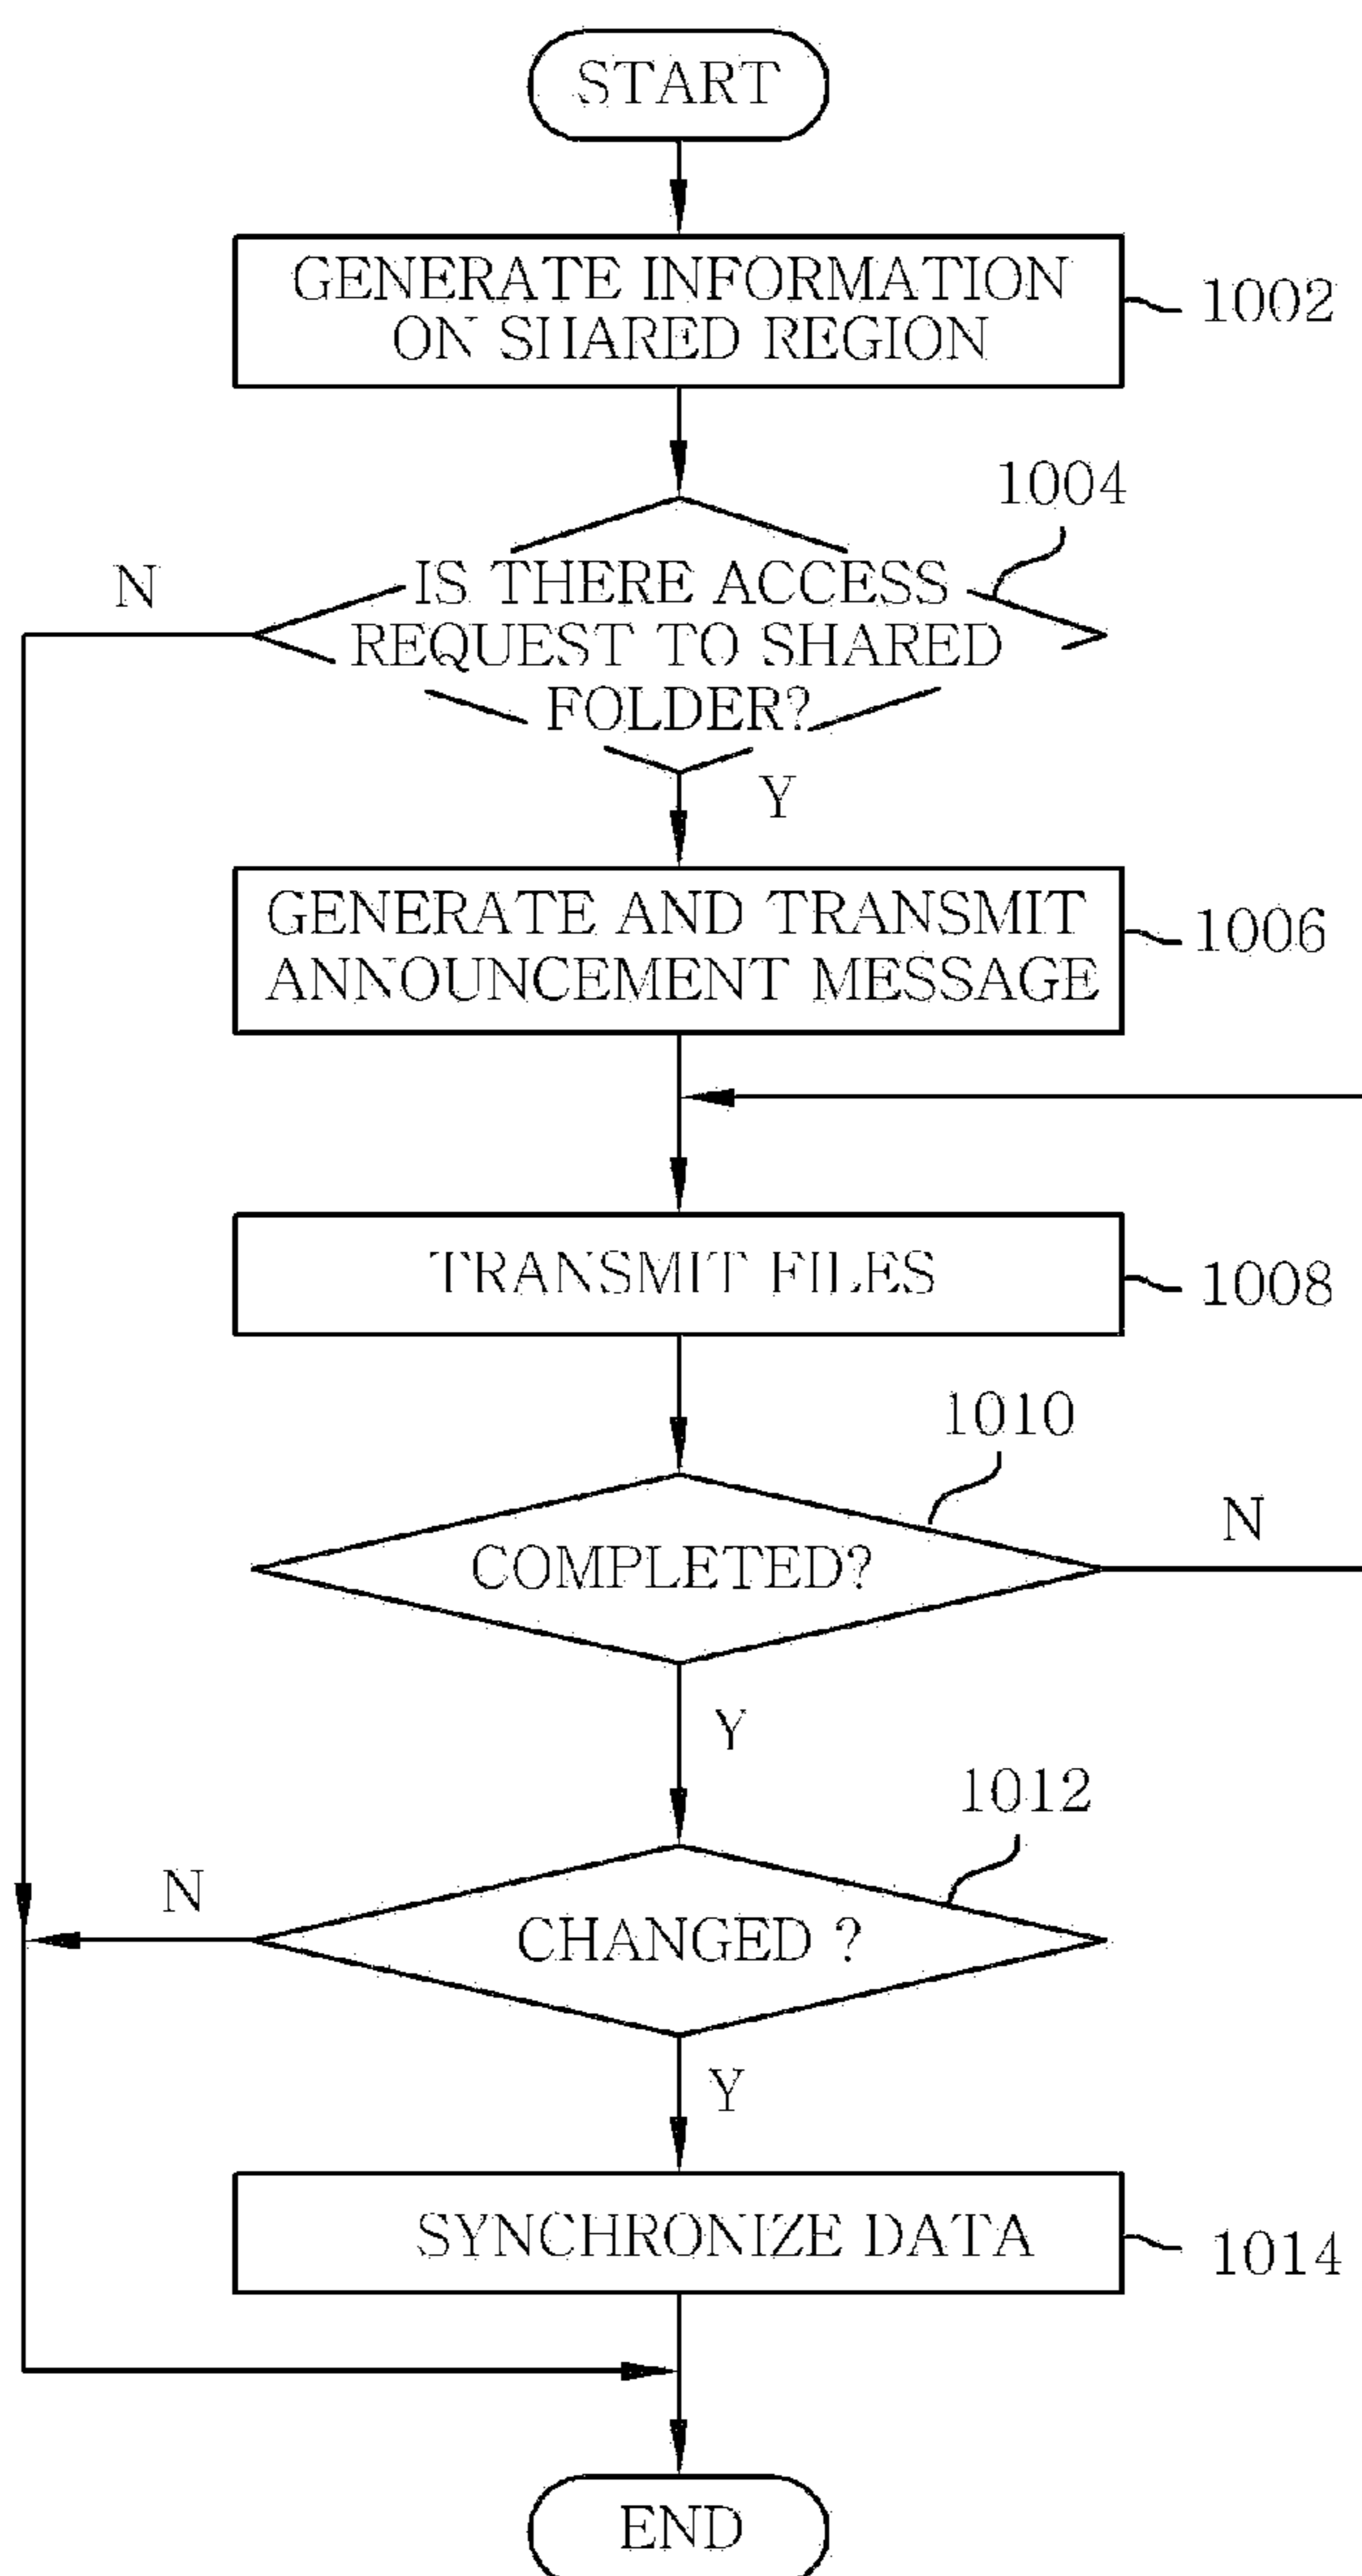 START
GENERATE INFORMATION
ON SHARED REGION
1002
1004
N
IS THERE ACCESS
REQUEST TO SHARED
FOLDER?
Y
GENERATE AND TRANSMIT
ANNOUNCEMENT MESSAGE
1006
TRANSMIT FILES
1008
1010
COMPLETED?
N
Y
1012
N
CHANGED ?
Y
SYNCHRONIZE DATA
1014
END